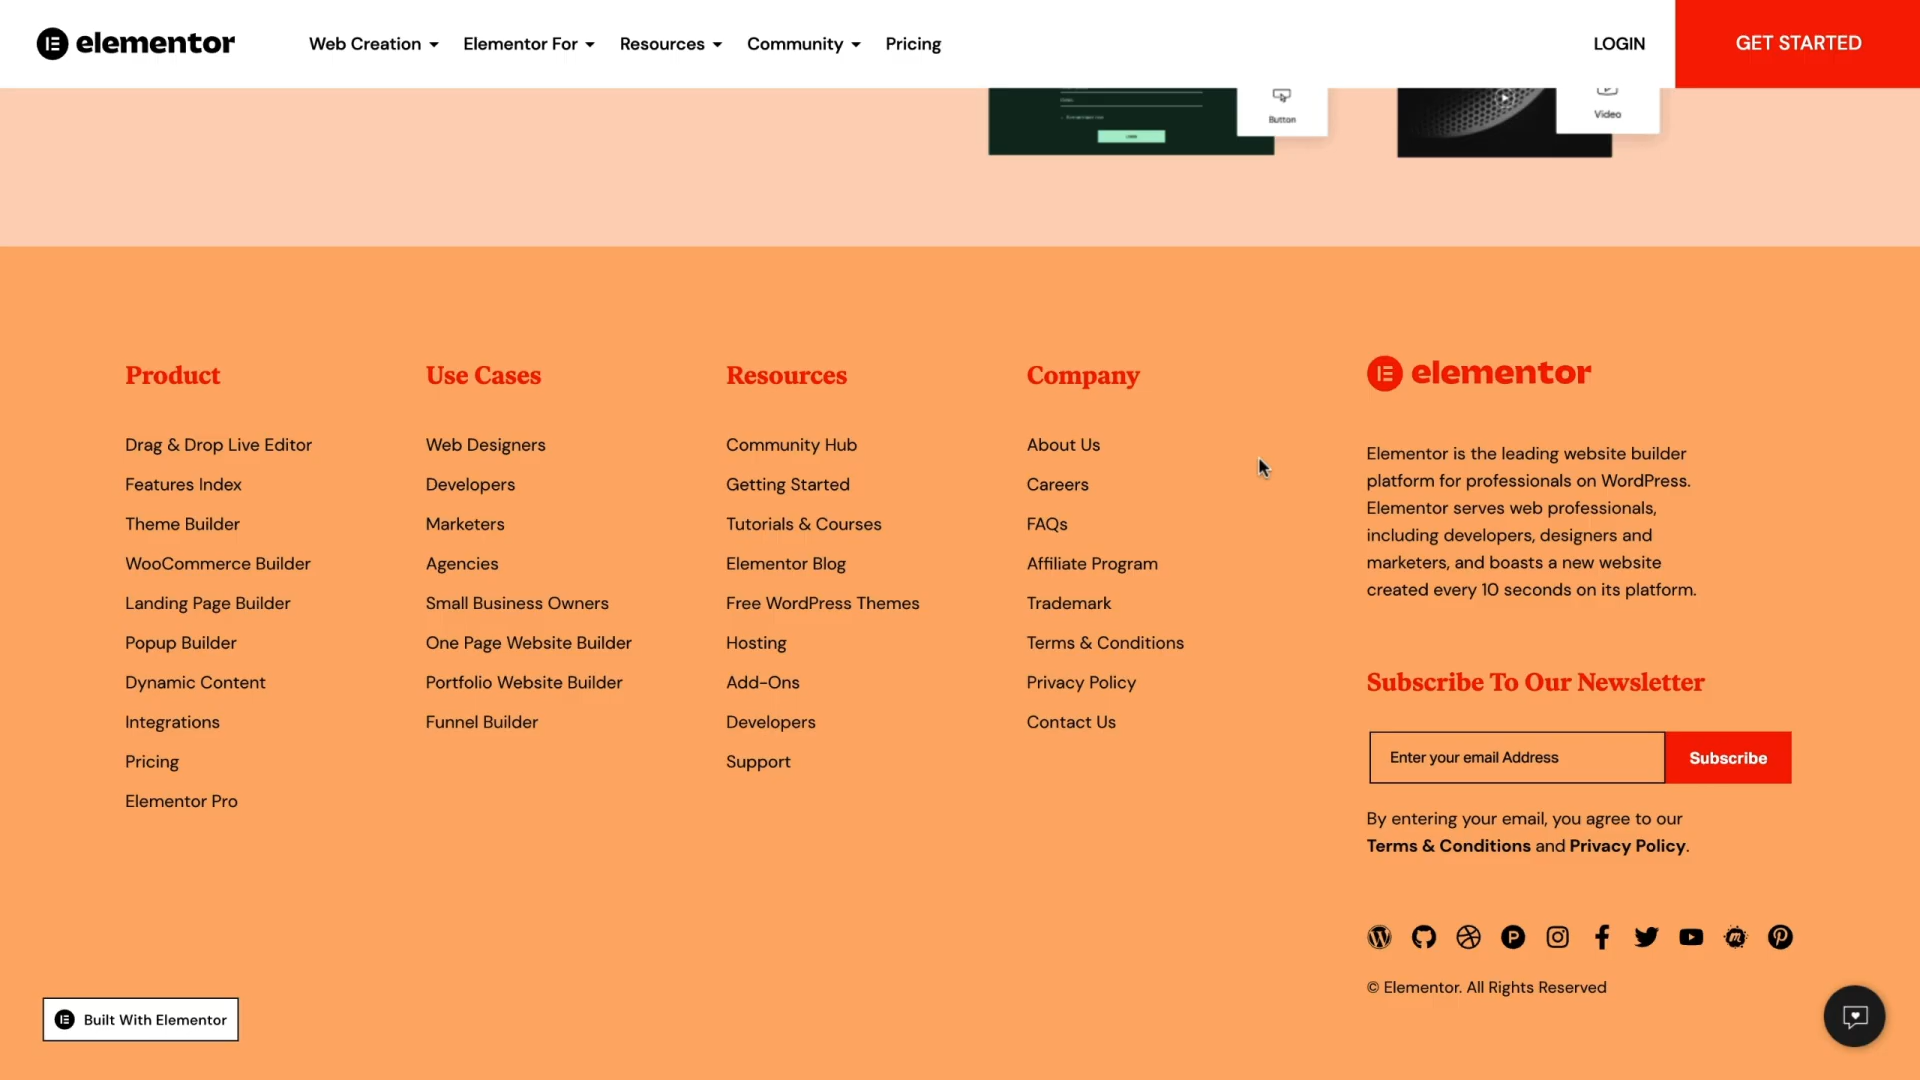 elementor
Web Creation
Elementor For
Resources
Community
Pricing
LOGIN
GET STARTED
Button
Video
Product
Drag & Drop Live Editor
Features Index
Theme Builder
WooCommerce Builder
Landing Page Builder
Popup Builder
Dynamic Content
Integrations
Pricing
Elementor Pro
Use Cases
Web Designers
Developers
Marketers
Agencies
Small Business Owners
One Page Website Builder
Portfolio Website Builder
Funnel Builder
Resources
Community Hub
Getting Started
Tutorials & Courses
Elementor Blog
Free WordPress Themes
Hosting
Add-Ons
Developers
Support
Company
About Us
Careers
FAQs
Affiliate Program
Trademark
Terms & Conditions
Privacy Policy
Contact Us
elementor
Elementor is the leading website builder
platform for professionals on WordPress.
Elementor serves web professionals,
including developers, designers and
marketers, and boasts a new website
created every 10 seconds on its platform.
Subscribe To Our Newsletter
Enter your email Address
Subscribe
By entering your email, you agree to our
Terms & Conditions and Privacy Policy.
© Elementor. All Rights Reserved
Built With Elementor